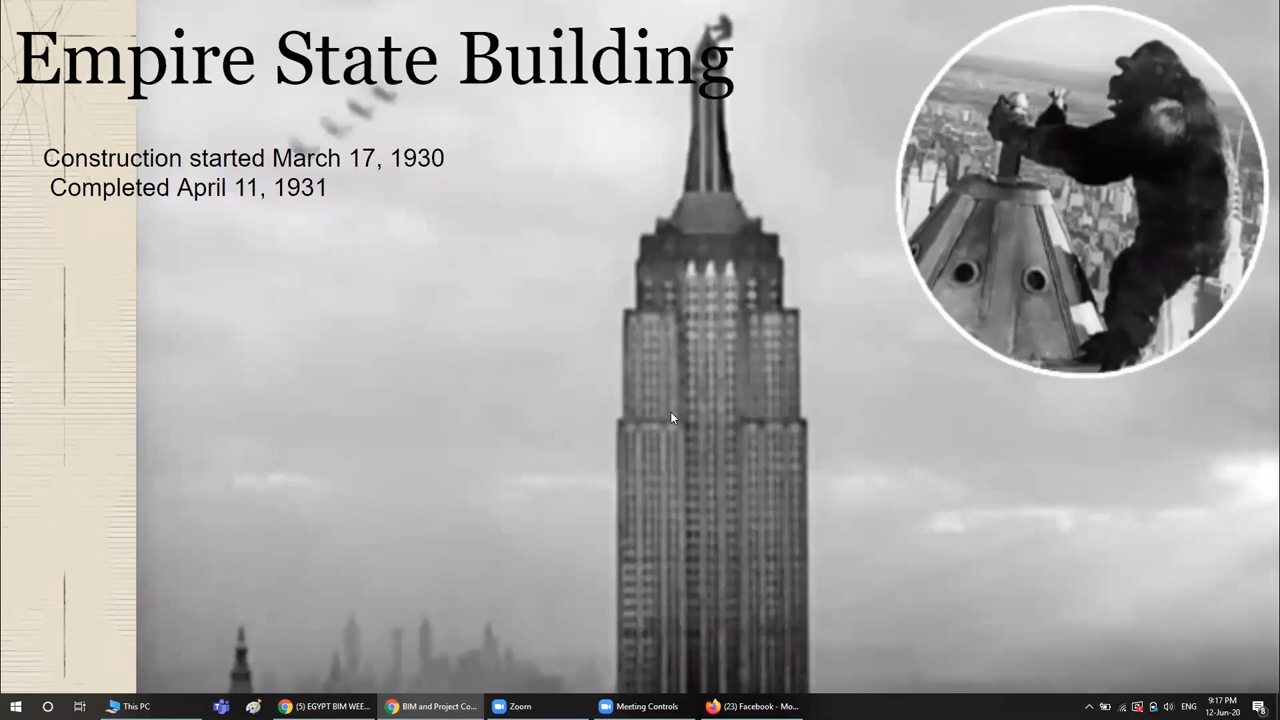 Empire State Building
Construction started March 17, 1930
Completed April 11, 1931
This PC
(5) EGYPT BIM WEE...
BIM and Project Co...
Zoom
Meeting Controls
(23) Facebook - Mo...
ENG
9:17 PM
12-Jun-20